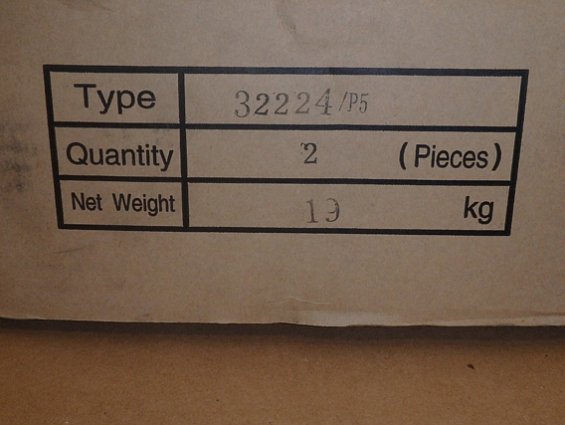 Type 32224/P5
Quantity 2 (Pieces)
Net Weight 19 kg